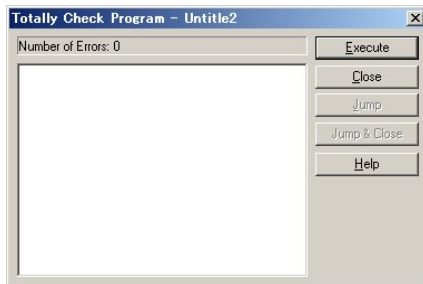 Totally Check Program - Untitle2
Number of Errors: 0
Execute
Close
Jump
Jump & Close
Help